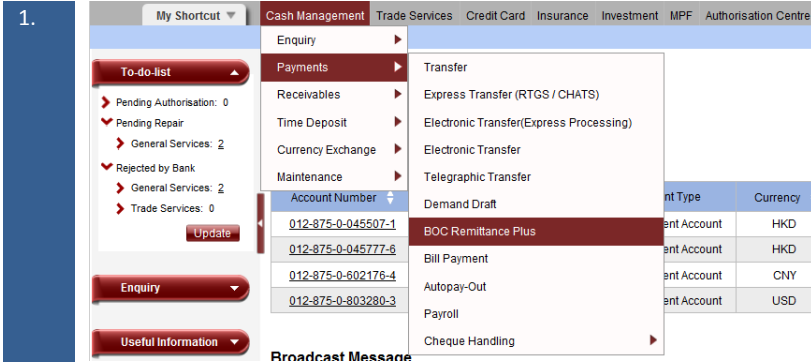 1.
My Shortcut
Cash Management Trade Services Credit Card Insurance Investment MPF Authorisation Centre
Enquiry
Payments
Receivables
Time Deposit
Currency Exchange
Maintenance
Transfer
Express Transfer (RTGS / CHATS)
Electronic Transfer(Express Processing)
Electronic Transfer
Telegraphic Transfer
Demand Draft
BOC Remittance Plus
Bill Payment
Autopay-Out
Payroll
Cheque Handling
To-do-list
Pending Authorisation: 0
Pending Repair
General Services: 2
Rejected by Bank
General Services: 2
Trade Services: 0
Update
Enquiry
Useful Information
Account Number nt Type Currency
012-875-0-045507-1 ent Account HKD
012-875-0-045777-6 ent Account HKD
012-875-0-602176-4 ent Account CNY
012-875-0-803280-3 ent Account USD
Broadcast Message